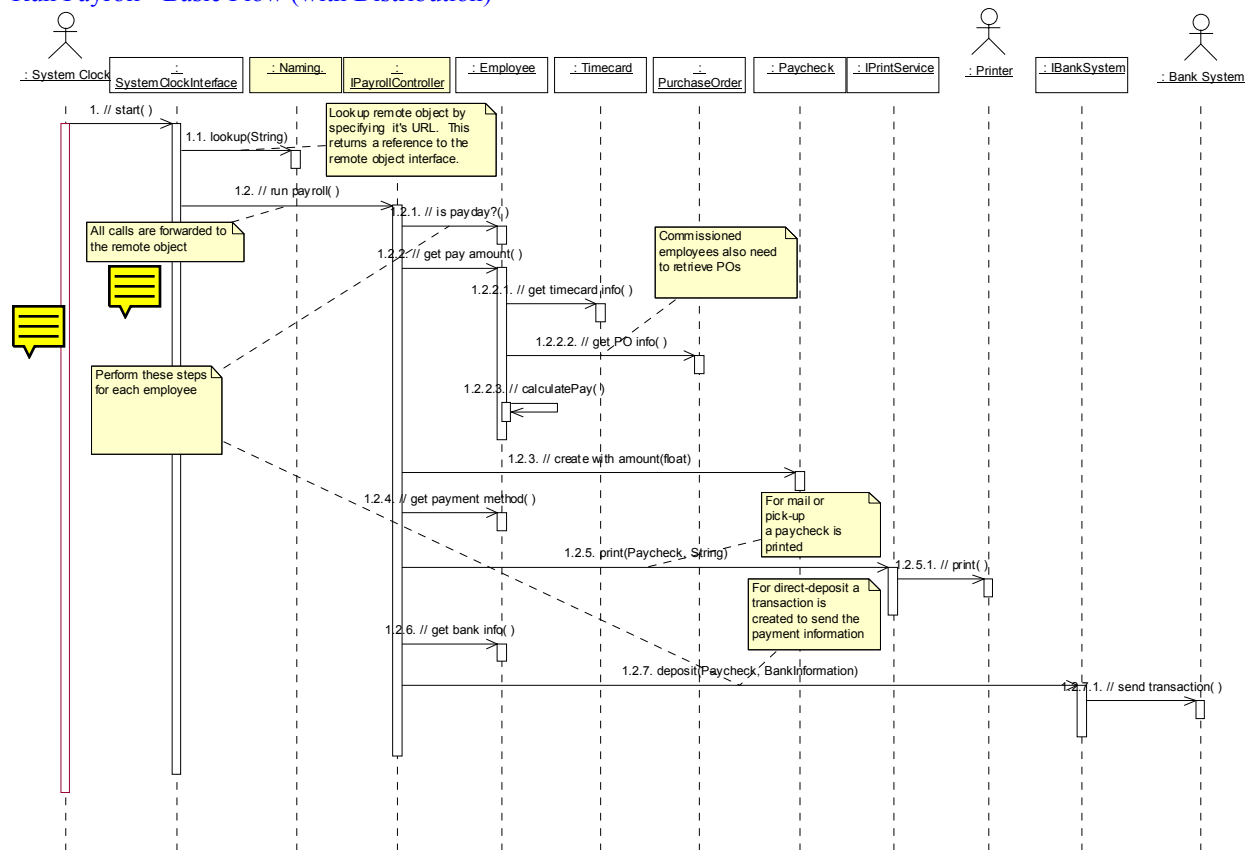 Run Payroll - Basic Flow (with Distribution)
: System Clock
:
SystemClockInterface
: Naming.
:
IPayrollController
: Employee
: Timecard
:
PurchaseOrder
: Paycheck
: IPrintService
: Printer
: IBankSystem
: Bank System
1. // start( )
1.1. lookup(String)
Lookup remote object by
specifying it's URL. This
returns a reference to the
remote object interface.
1.2. // run payroll( )
1.2.1. // is payday?( )
All calls are forwarded to
the remote object
1.2.2. // get pay amount( )
Commissioned
employees also need
to retrieve POs
1.2.2.1. // get timecard info( )
1.2.2.2. // get PO info( )
Perform these steps
for each employee
1.2.2.3. // calculatePay( )
1.2.3. // create with amount(float)
1.2.4. // get payment method( )
For mail or
pick-up
a paycheck is
printed
1.2.5. print(Paycheck, String)
1.2.5.1. // print( )
For direct-deposit a
transaction is
created to send the
payment information
1.2.6. // get bank info( )
1.2.7. deposit(Paycheck, BankInformation)
1.2.7.1. // send transaction( )